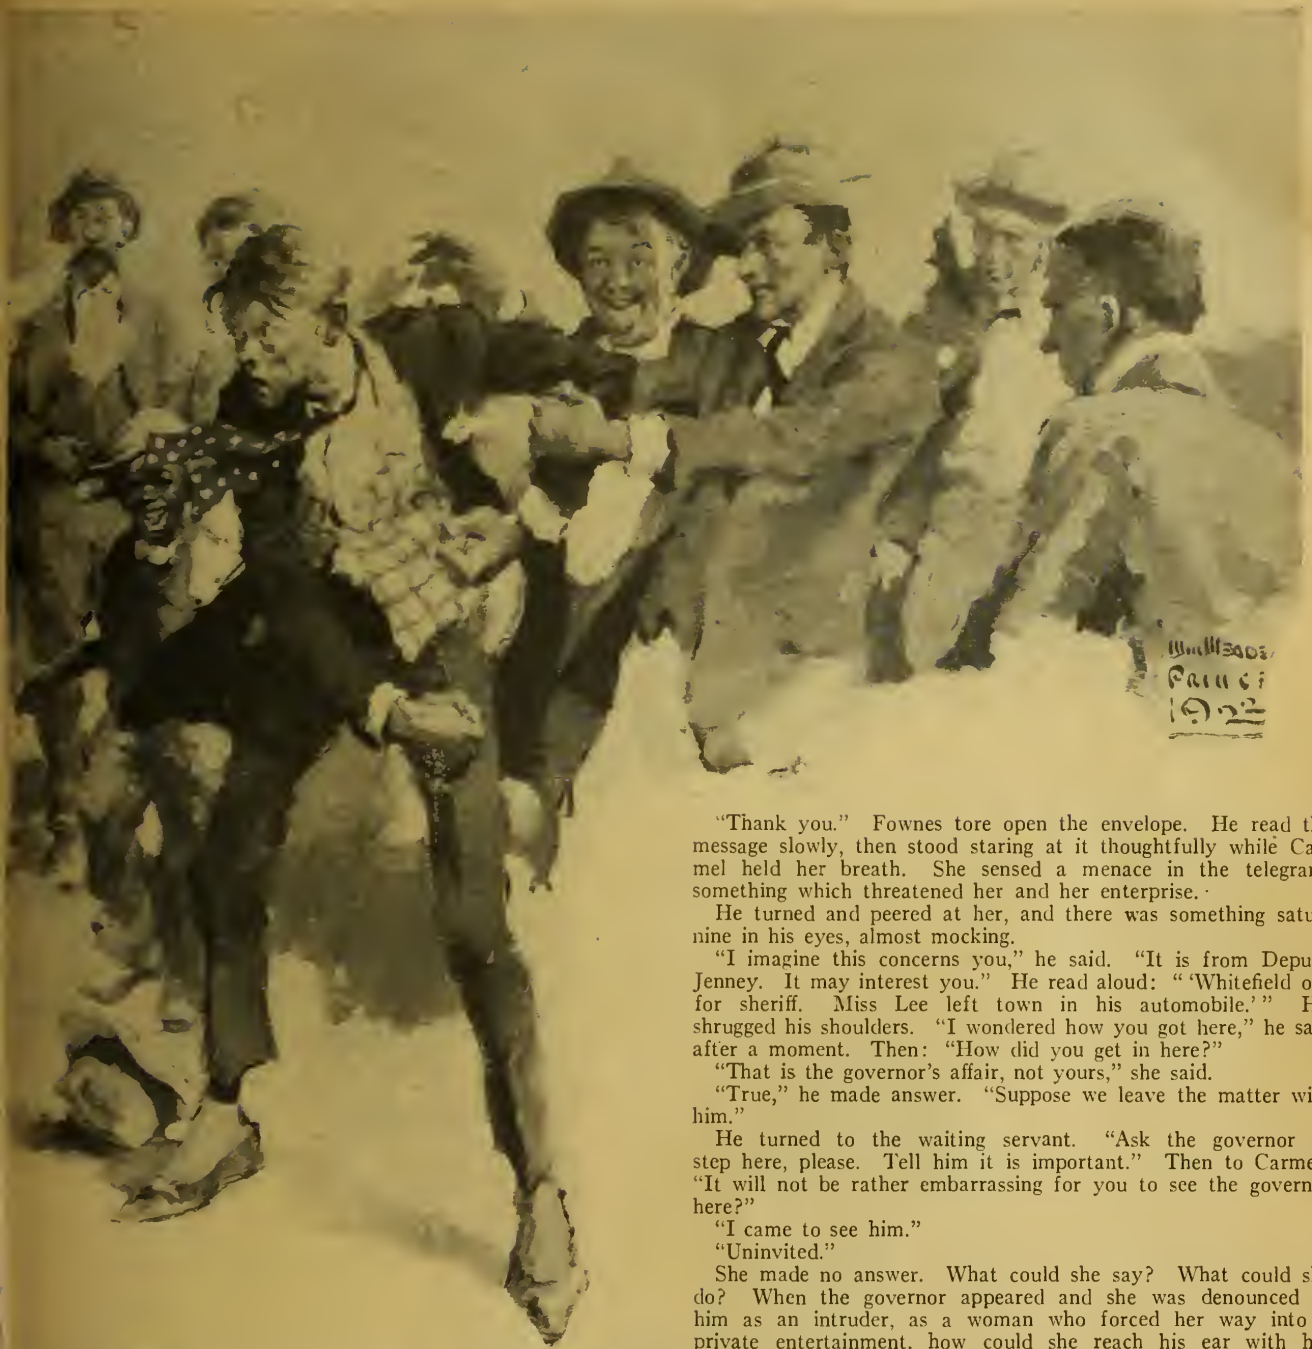 WmMEADE
PRINCE
1922
"Thank you." Fownes tore open the envelope. He read th
message slowly, then stood staring at it thoughtfully while Ca
mel held her breath. She sensed a menace in the telegram
something which threatened her and her enterprise.
He turned and peered at her, and there was something satu
nine in his eyes, almost mocking.
"I imagine this concerns you," he said. "It is from Depu
Jenney. It may interest you." He read aloud: " 'Whitefield o
for sheriff. Miss Lee left town in his automobile.' " H
shrugged his shoulders. "I wondered how you got here," he sa
after a moment. Then: "How did you get in here?"
"That is the governor's affair, not yours," she said.
"True," he made answer. "Suppose we leave the matter wi
him."
He turned to the waiting servant. "Ask the governor
step here, please. Tell him it is important." Then to Carme
"It will not be rather embarrassing for you to see the govern
here?"
"I came to see him."
"Uninvited."
She made no answer. What could she say? What could s
do? When the governor appeared and she was denounced
him as an intruder, as a woman who forced her way into
private entertainment, how could she reach his ear with h